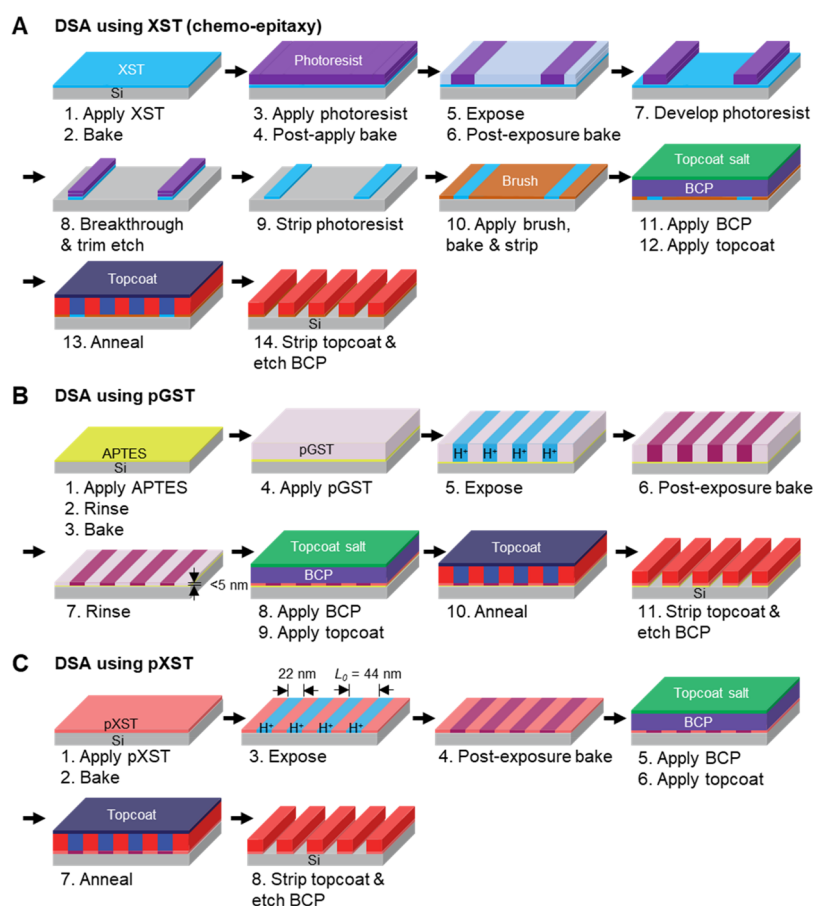 A DSA using XST (chemo-epitaxy)
XST
Si
1. Apply XST
2. Bake
Photoresist
3. Apply photoresist
4. Post-apply bake
5. Expose
6. Post-exposure bake
7. Develop photoresist
8. Breakthrough
& trim etch
9. Strip photoresist
Brush
10. Apply brush,
bake & strip
Topcoat salt
BCP
11. Apply BCP
12. Apply topcoat
Topcoat
13. Anneal
Si
14. Strip topcoat &
etch BCP
B DSA using pGST
APTES
Si
1. Apply APTES
2. Rinse
3. Bake
pGST
4. Apply pGST
H+ H+ H+ H+
5. Expose
6. Post-exposure bake
<5 nm
7. Rinse
Topcoat salt
BCP
8. Apply BCP
9. Apply topcoat
Topcoat
10. Anneal
Si
11. Strip topcoat &
etch BCP
C DSA using pXST
pXST
Si
1. Apply pXST
2. Bake
22 nm L0 = 44 nm
H+ H+ H+ H+
3. Expose
4. Post-exposure bake
Topcoat salt
BCP
5. Apply BCP
6. Apply topcoat
Topcoat
7. Anneal
Si
8. Strip topcoat &
etch BCP